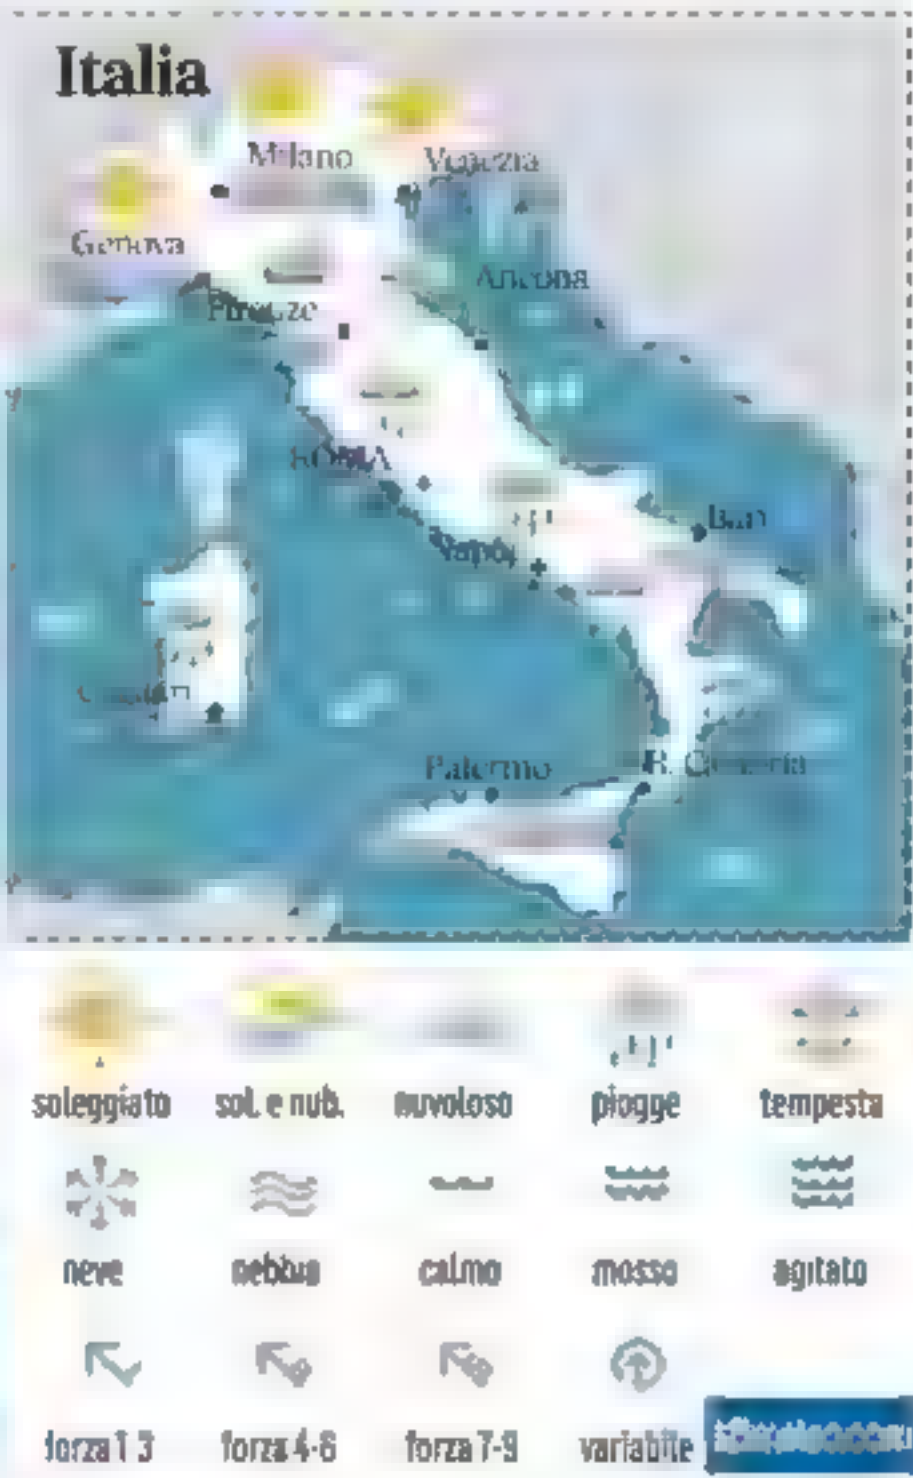 Italia
Milano
Venezia
Genova
Ancona
Firenze
ROMA
Bari
Napoli
Palermo
R.
soleggiato
sol. e nub.
nuvoloso
piogge
tempesta
neve
nebbia
calmo
mosso
agitato
forza 1-3
forza 4-6
forza 7-9
variabile